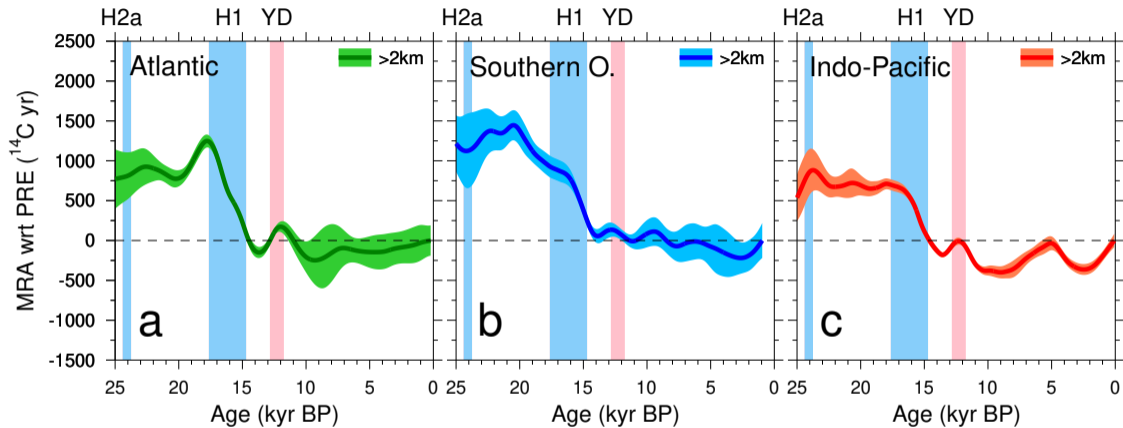 H2a H1 YD H2a H1 YD H2a H1 YD
2500
2000
1500
1000
500
0
-500
-1000
-1500
MRA wrt PRE (¹⁴C yr)
Atlantic
>2km
a
25 20 15 10 5 0
Age (kyr BP)
Southern O.
>2km
b
25 20 15 10 5 0
Age (kyr BP)
Indo-Pacific
>2km
c
25 20 15 10 5 0
Age (kyr BP)